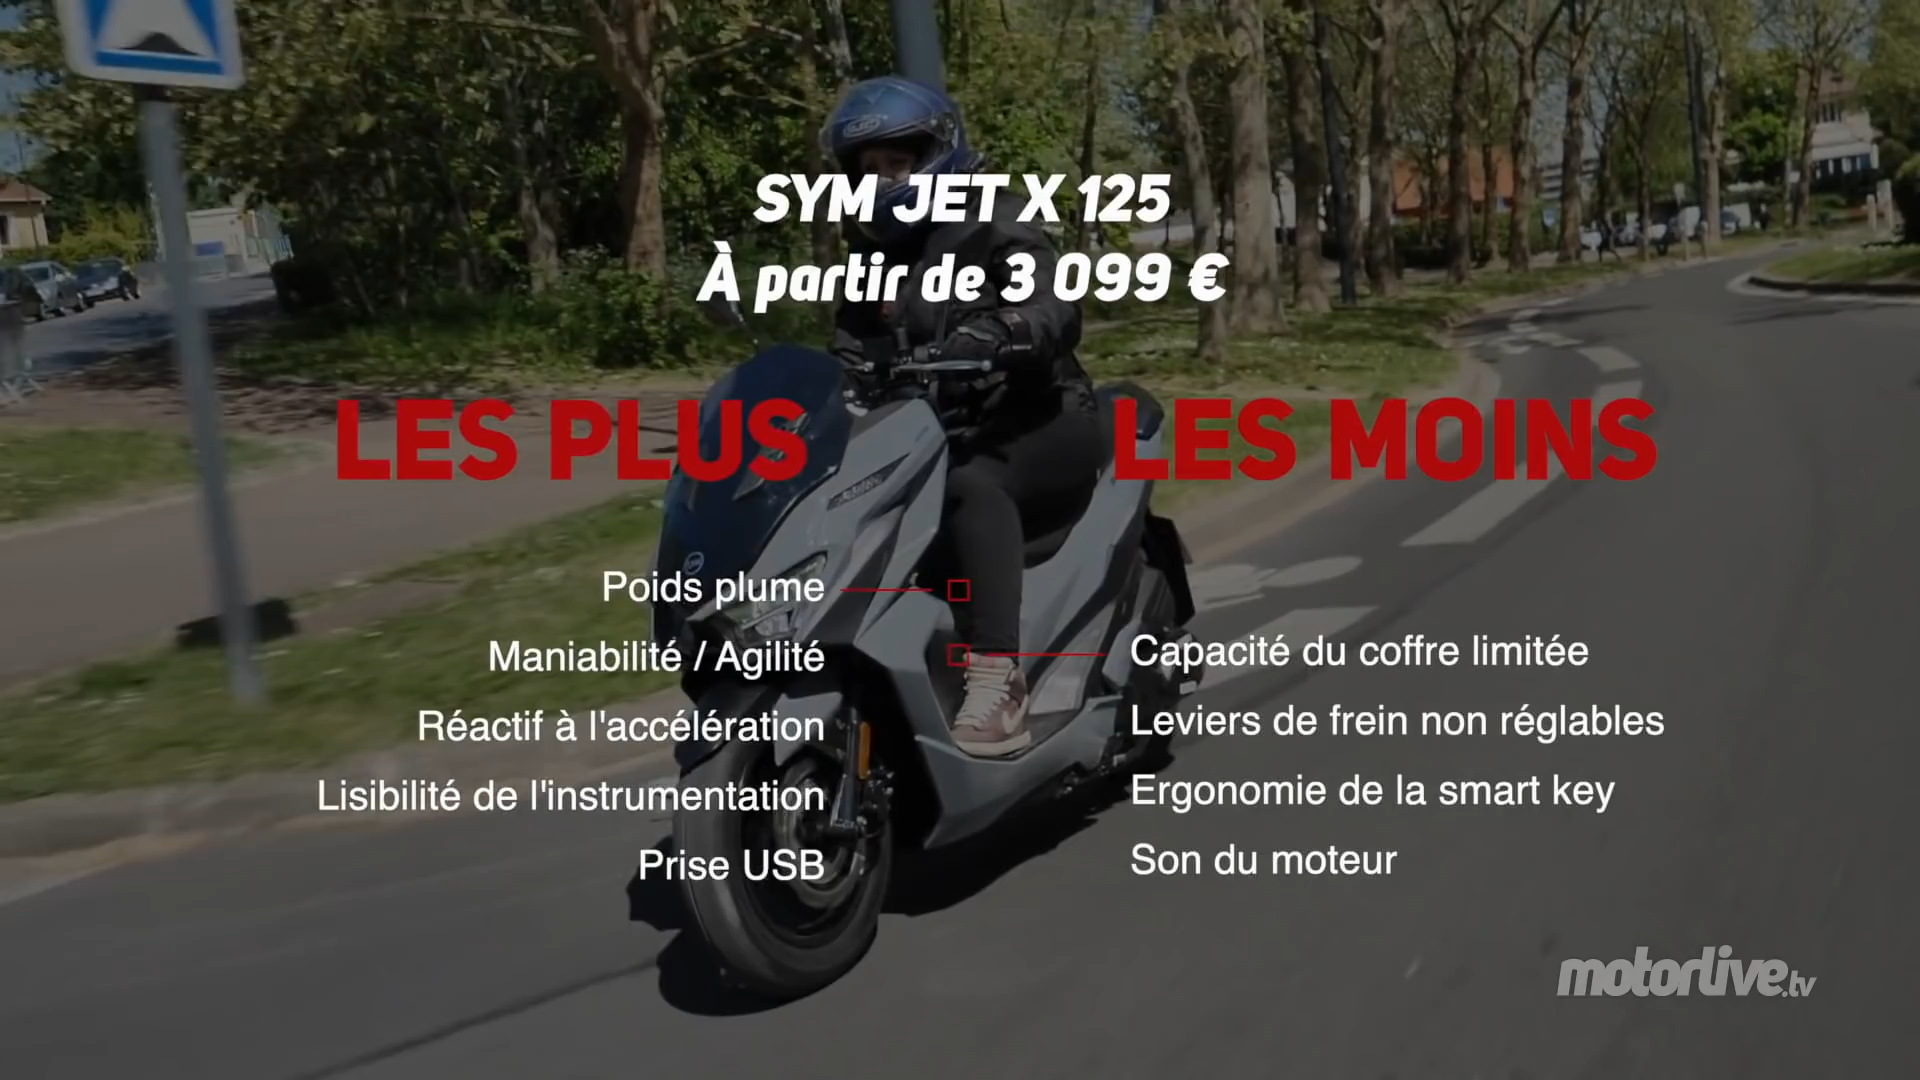 SYM JET X 125
À partir de 3 099 €
LES PLUS
Poids plume
Maniabilité / Agilité
Réactif à l'accélération
Lisibilité de l'instrumentation
Prise USB
LES MOINS
Capacité du coffre limitée
Leviers de frein non réglables
Ergonomie de la smart key
Son du moteur
motorlive.tv
HJC